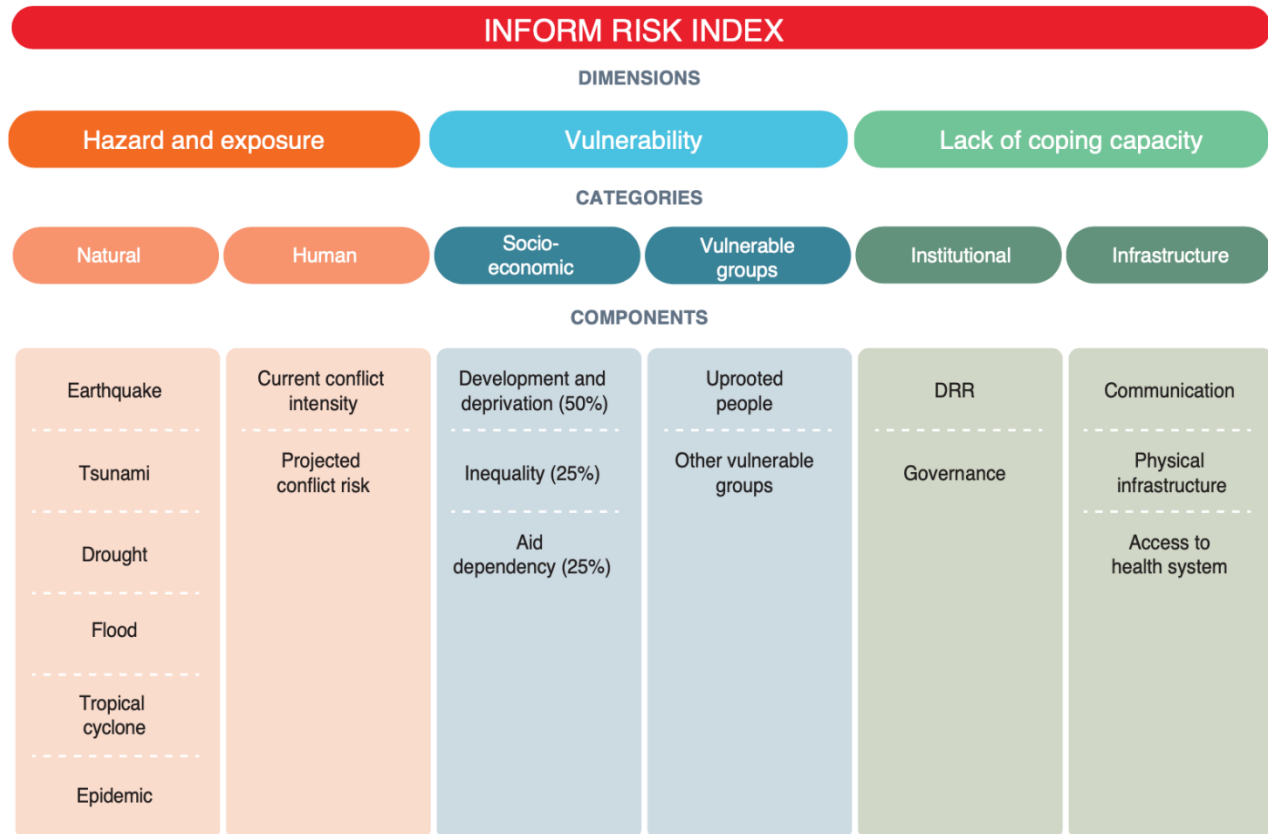 INFORM RISK INDEX
DIMENSIONS
Hazard and exposure
Vulnerability
Lack of coping capacity
CATEGORIES
Natural
Human
Socio-
economic
Vulnerable
groups
Institutional
Infrastructure
COMPONENTS
Earthquake
Tsunami
Drought
Flood
Tropical
cyclone
Epidemic
Current conflict
intensity
Projected
conflict risk
Development and
deprivation (50%)
Inequality (25%)
Aid
dependency (25%)
Uprooted
people
Other vulnerable
groups
DRR
Governance
Communication
Physical
infrastructure
Access to
health system